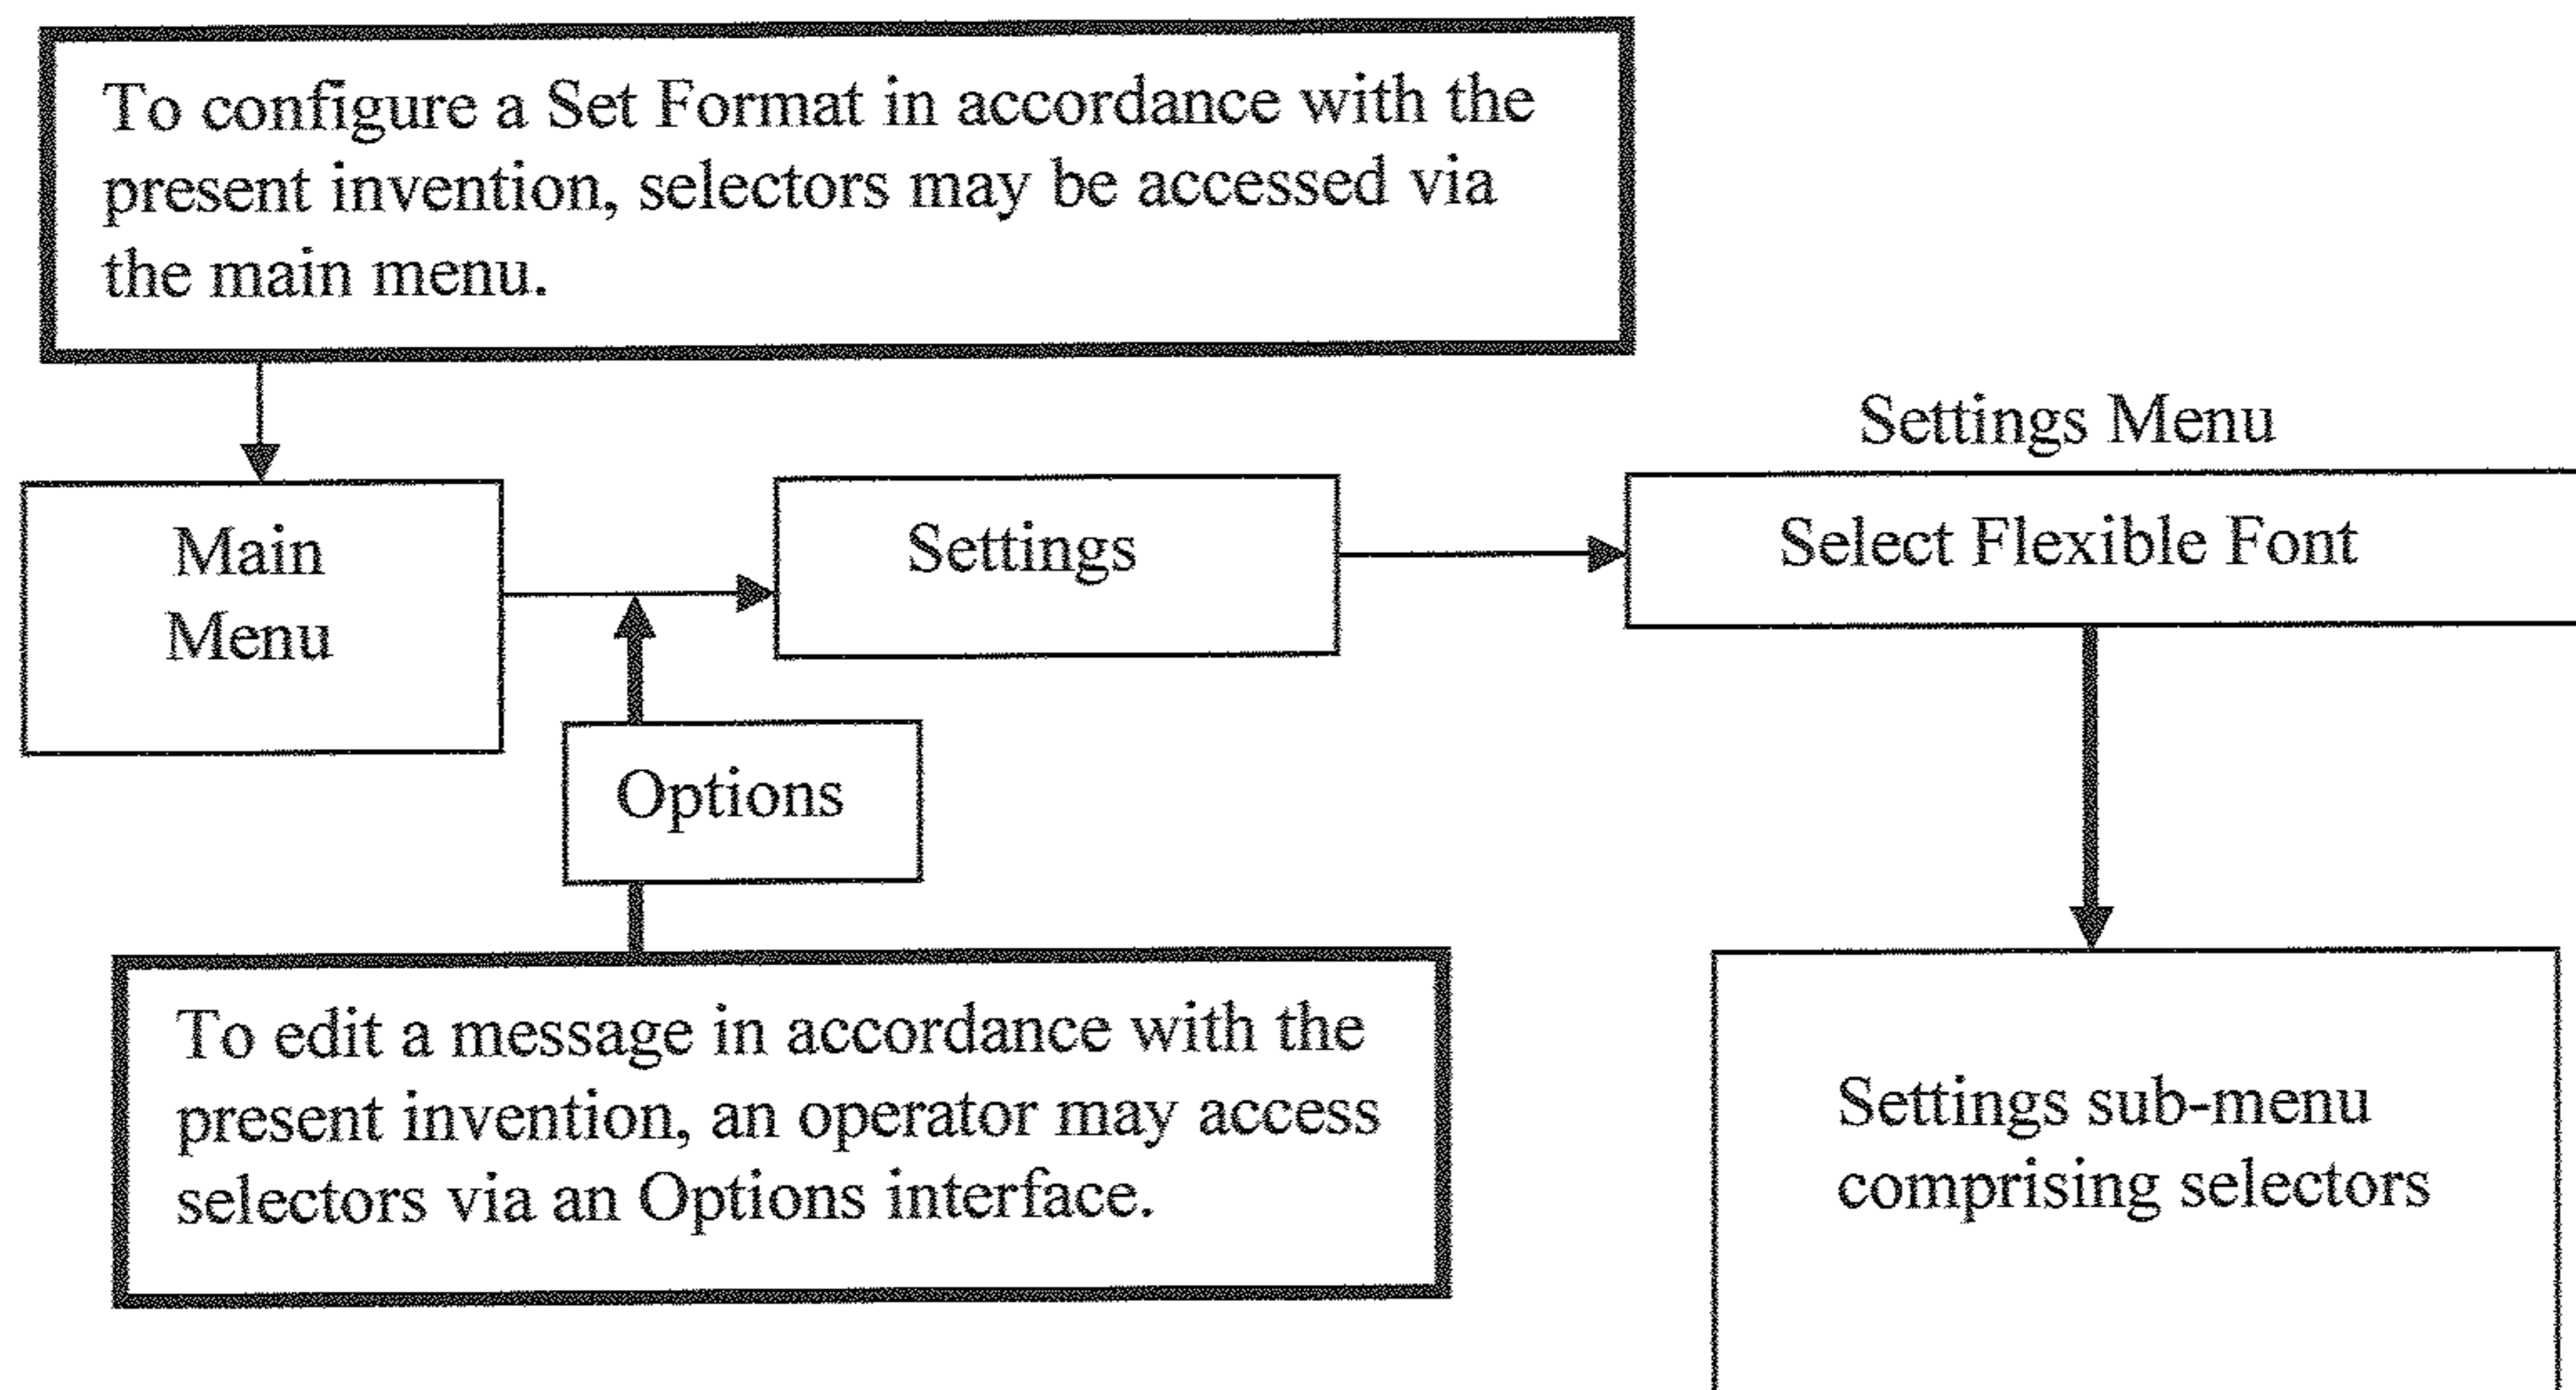 To configure a Set Format in accordance with the
present invention, selectors may be accessed via
the main menu.
Settings Menu
Main
Menu
Settings
Select Flexible Font
Options
To edit a message in accordance with the
present invention, an operator may access
selectors via an Options interface.
Settings sub-menu
comprising selectors